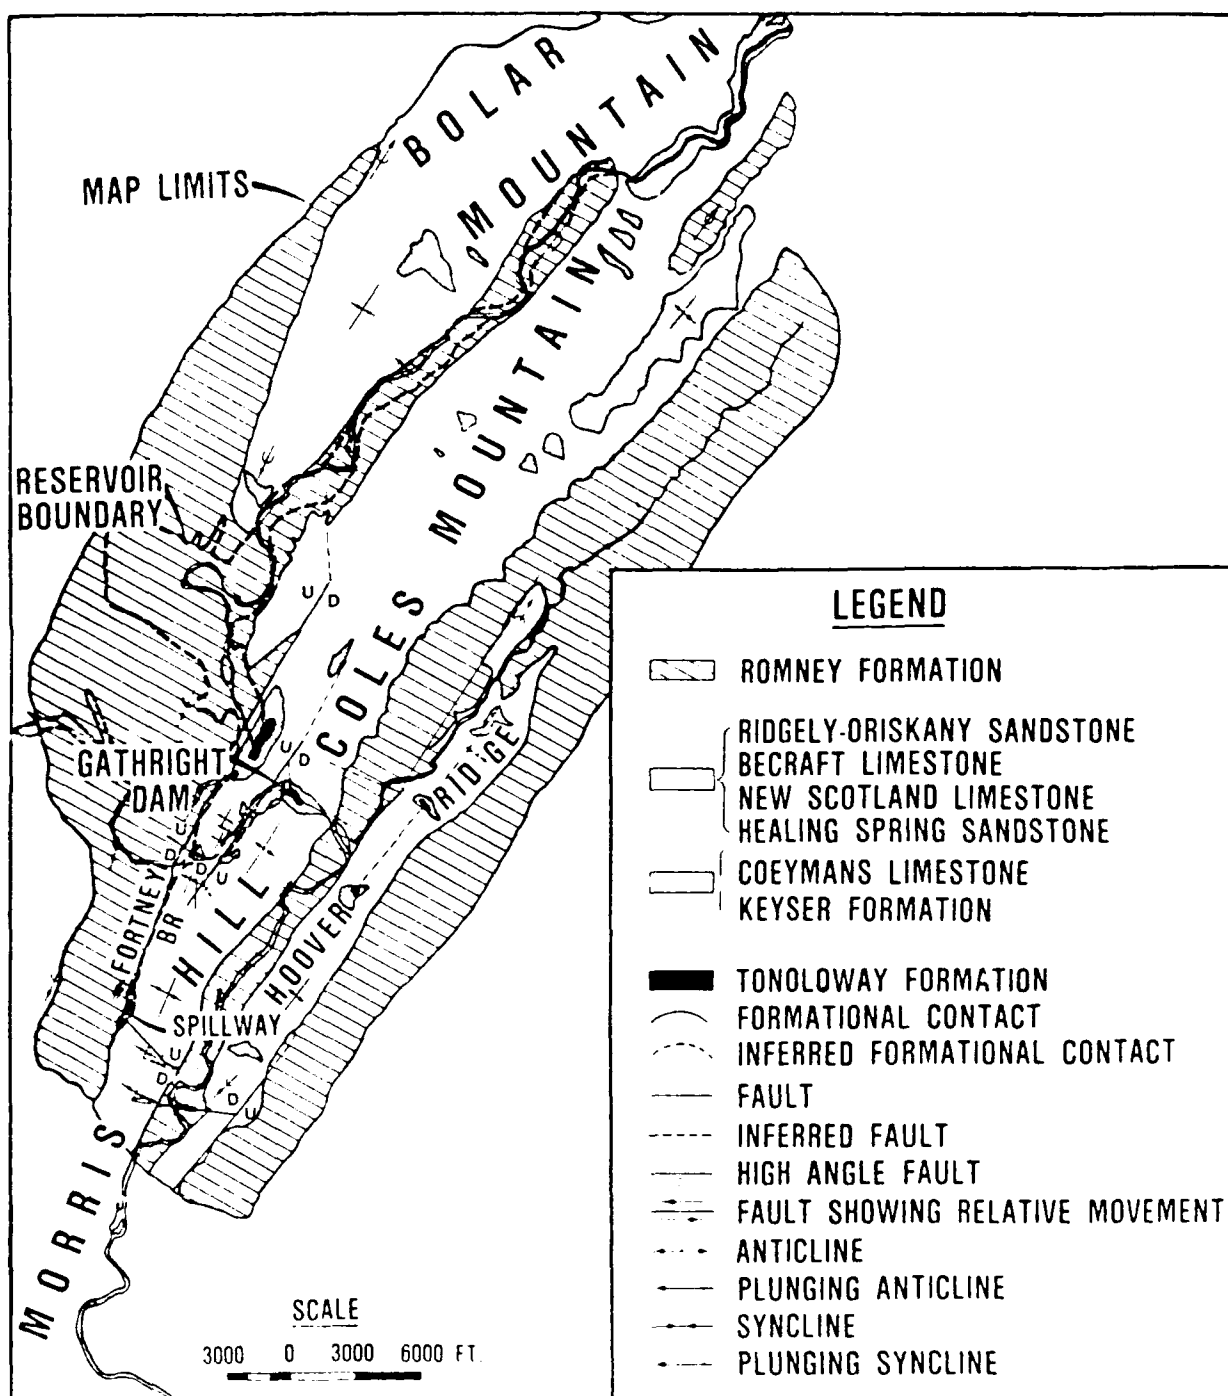 BOLAR
MOUNTAIN
MAP LIMITS
COLES MOUNTAIN
RESERVOIR
BOUNDARY
U
D
GATHRIGHT
DAM
U
D
U
D
D
U
FORTNEY
BR
MORRIS HILL
HOOVER RIDGE
SPILLWAY
U
D
D
U
SCALE
3000 0 3000 6000 FT.
LEGEND
ROMNEY FORMATION
RIDGELY-ORISKANY SANDSTONE
BECRAFT LIMESTONE
NEW SCOTLAND LIMESTONE
HEALING SPRING SANDSTONE
COEYMANS LIMESTONE
KEYSER FORMATION
TONOLOWAY FORMATION
FORMATIONAL CONTACT
INFERRED FORMATIONAL CONTACT
FAULT
INFERRED FAULT
HIGH ANGLE FAULT
FAULT SHOWING RELATIVE MOVEMENT
ANTICLINE
PLUNGING ANTICLINE
SYNCLINE
PLUNGING SYNCLINE